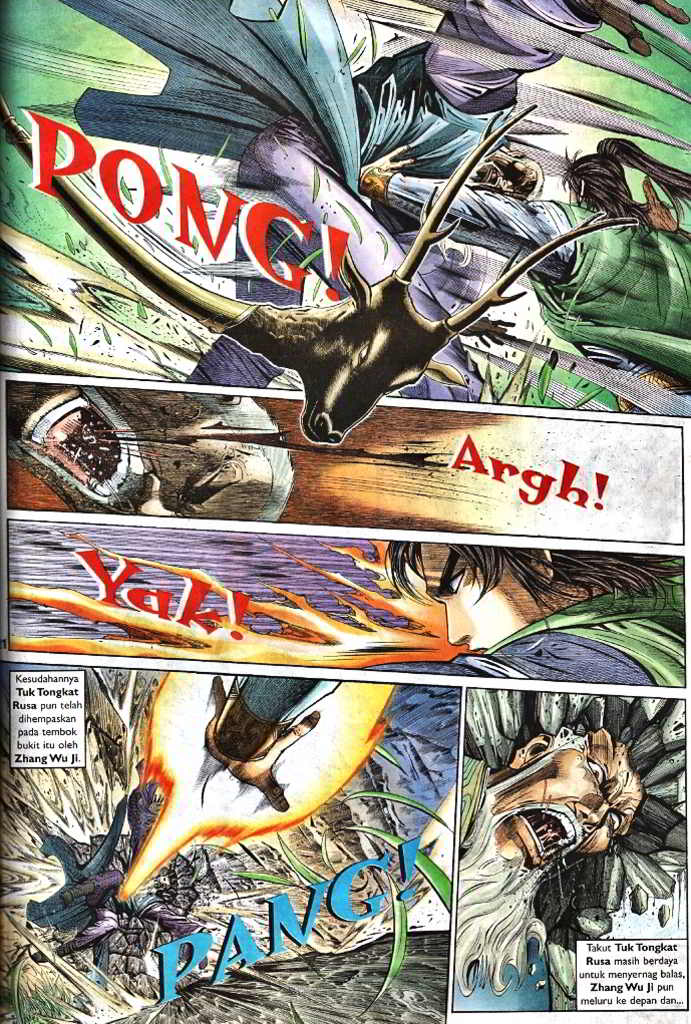 PONG!
Argh!
Yak!
Kesudahannya
Tuk Tongkat
Rusa pun telah
dihempaskan
pada tembok
bukit itu oleh
Zhang Wu Ji.
PANG!
Takut Tuk Tongkat
Rusa masih berdaya
untuk menyernag balas,
Zhang Wu Ji pun
meluru ke depan dan...